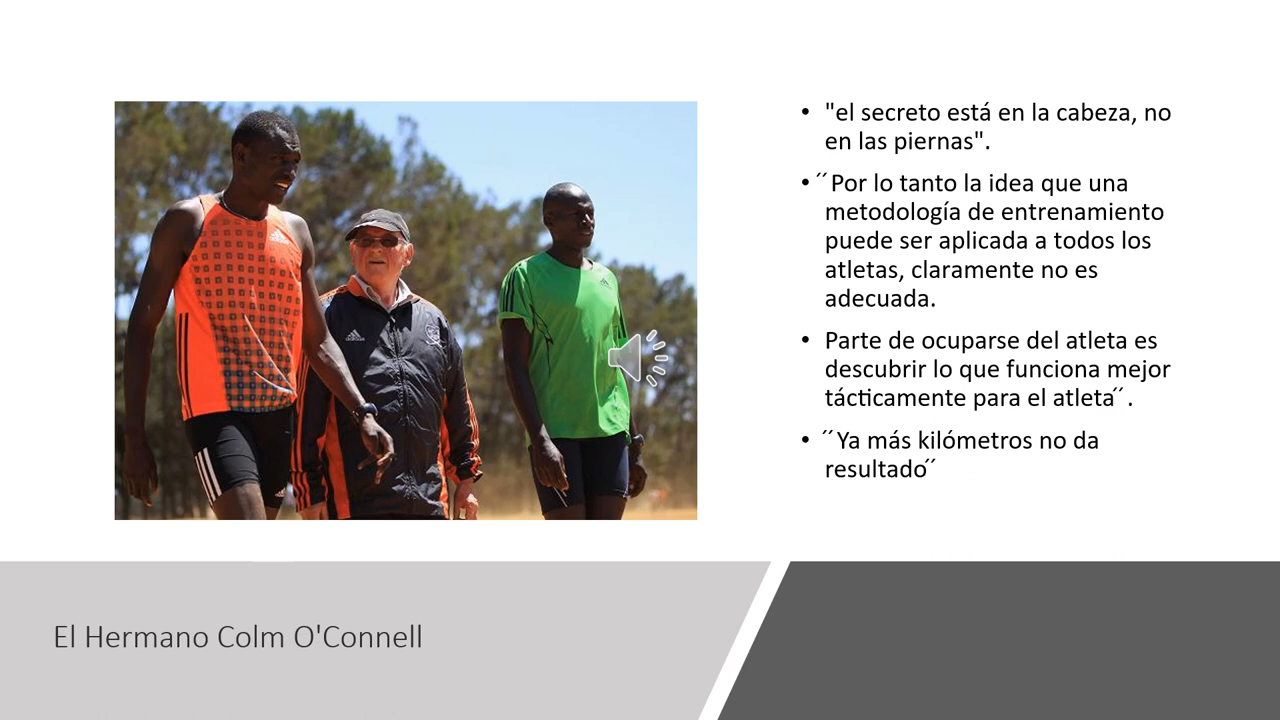 • "el secreto está en la cabeza, no
en las piernas".
• ´´Por lo tanto la idea que una
metodología de entrenamiento
puede ser aplicada a todos los
atletas, claramente no es
adecuada.
• Parte de ocuparse del atleta es
descubrir lo que funciona mejor
tácticamente para el atleta´´.
• ´´Ya más kilómetros no da
resultado´´
adidas
El Hermano Colm O'Connell